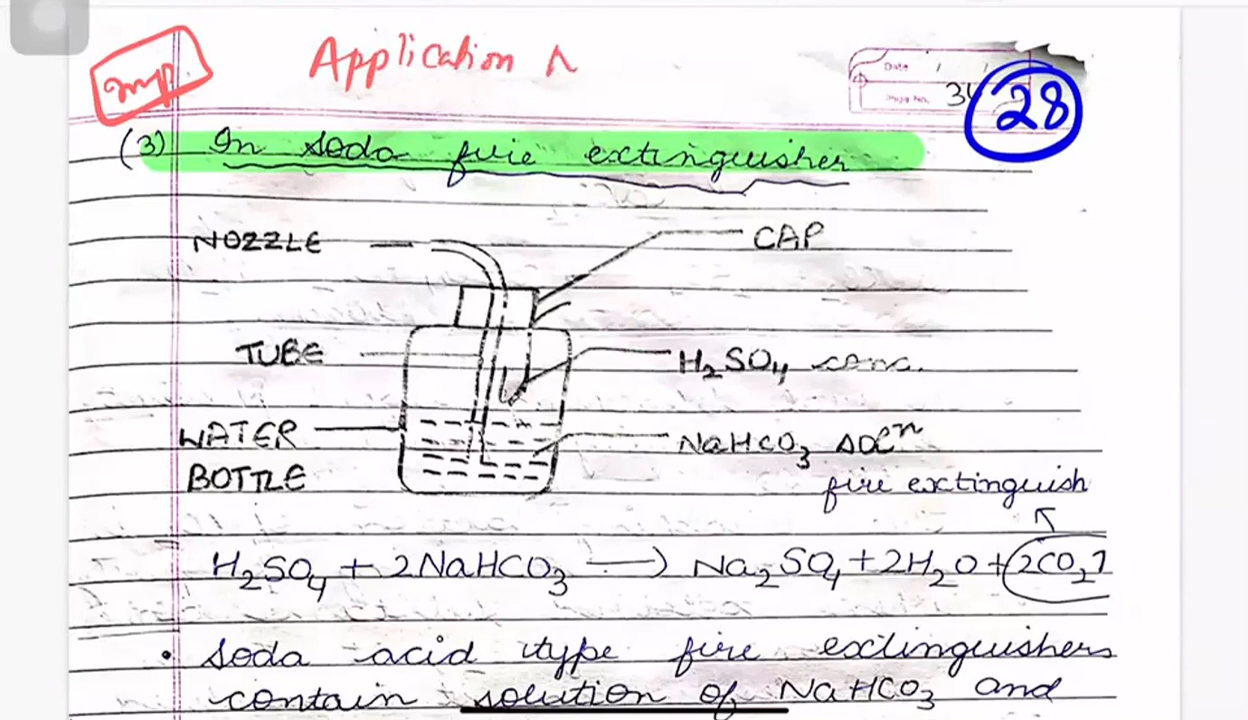 Imp
Application
Date / /
Page No. 34
28
(3) In soda fire extinguisher
NOZZLE
CAP
TUBE
H₂SO₄ conc.
WATER
BOTTLE
NaHCO₃ solⁿ
fire extinguish
H₂SO₄ + 2NaHCO₃ ⟶ Na₂SO₄ + 2H₂O + 2CO₂↑
• Soda acid type fire extinguishers
contain solution of NaHCO₃ and